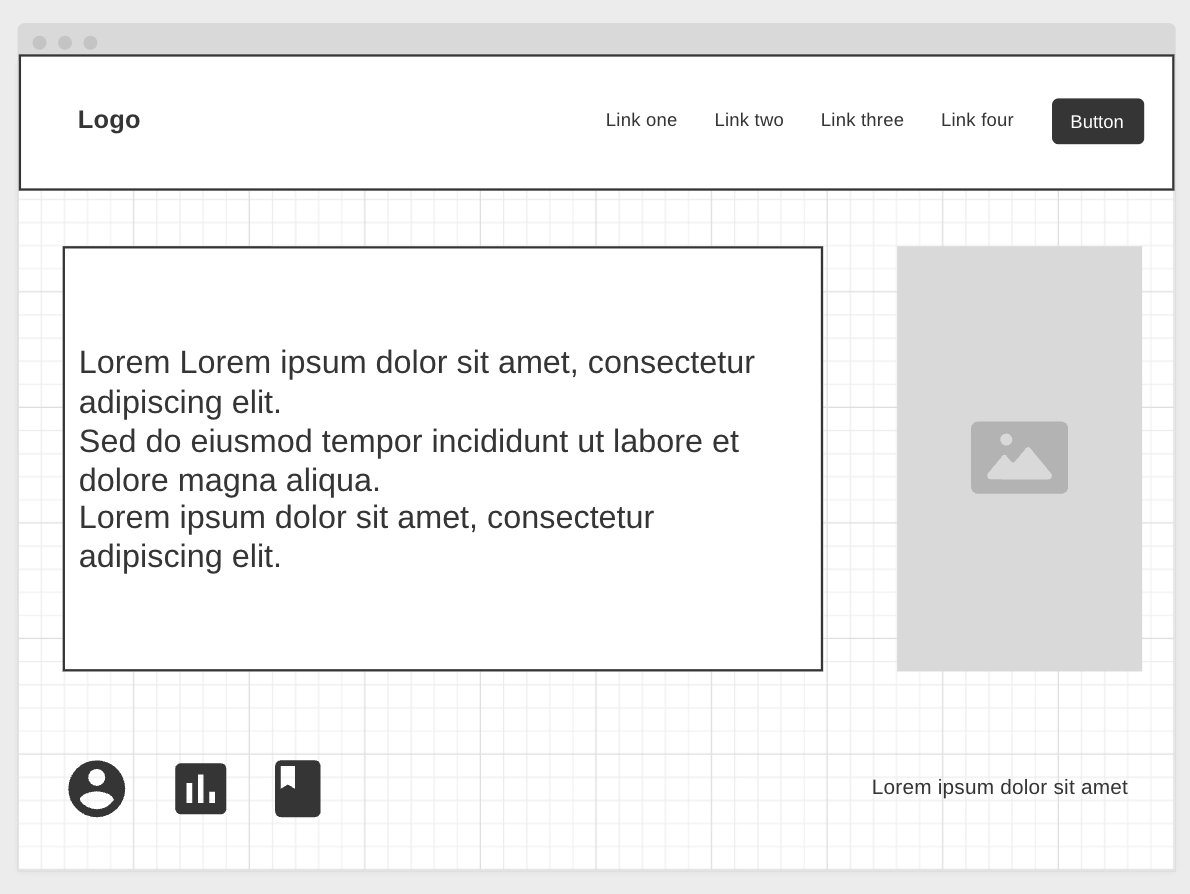 Logo
Link one
Link two
Link three
Link four
Button
Lorem Lorem ipsum dolor sit amet, consectetur
adipiscing elit.
Sed do eiusmod tempor incididunt ut labore et
dolore magna aliqua.
Lorem ipsum dolor sit amet, consectetur
adipiscing elit.
Lorem ipsum dolor sit amet